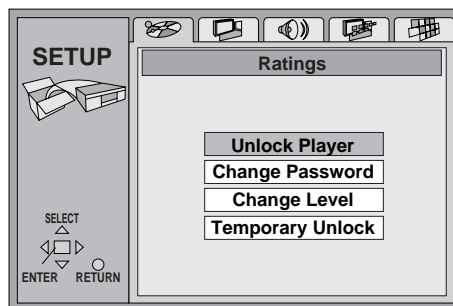 SETUP
Ratings
Unlock Player
Change Password
Change Level
Temporary Unlock
SELECT
ENTER RETURN